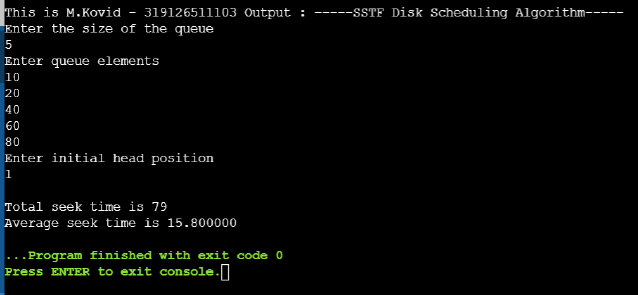 This is M.Kovid - 319126511103 Output : -----SSTF Disk Scheduling Algorithm-----
Enter the size of the queue
5
Enter queue elements
10
20
40
60
80
Enter initial head position
1
Total seek time is 79
Average seek time is 15.800000
...Program finished with exit code 0
Press ENTER to exit console.